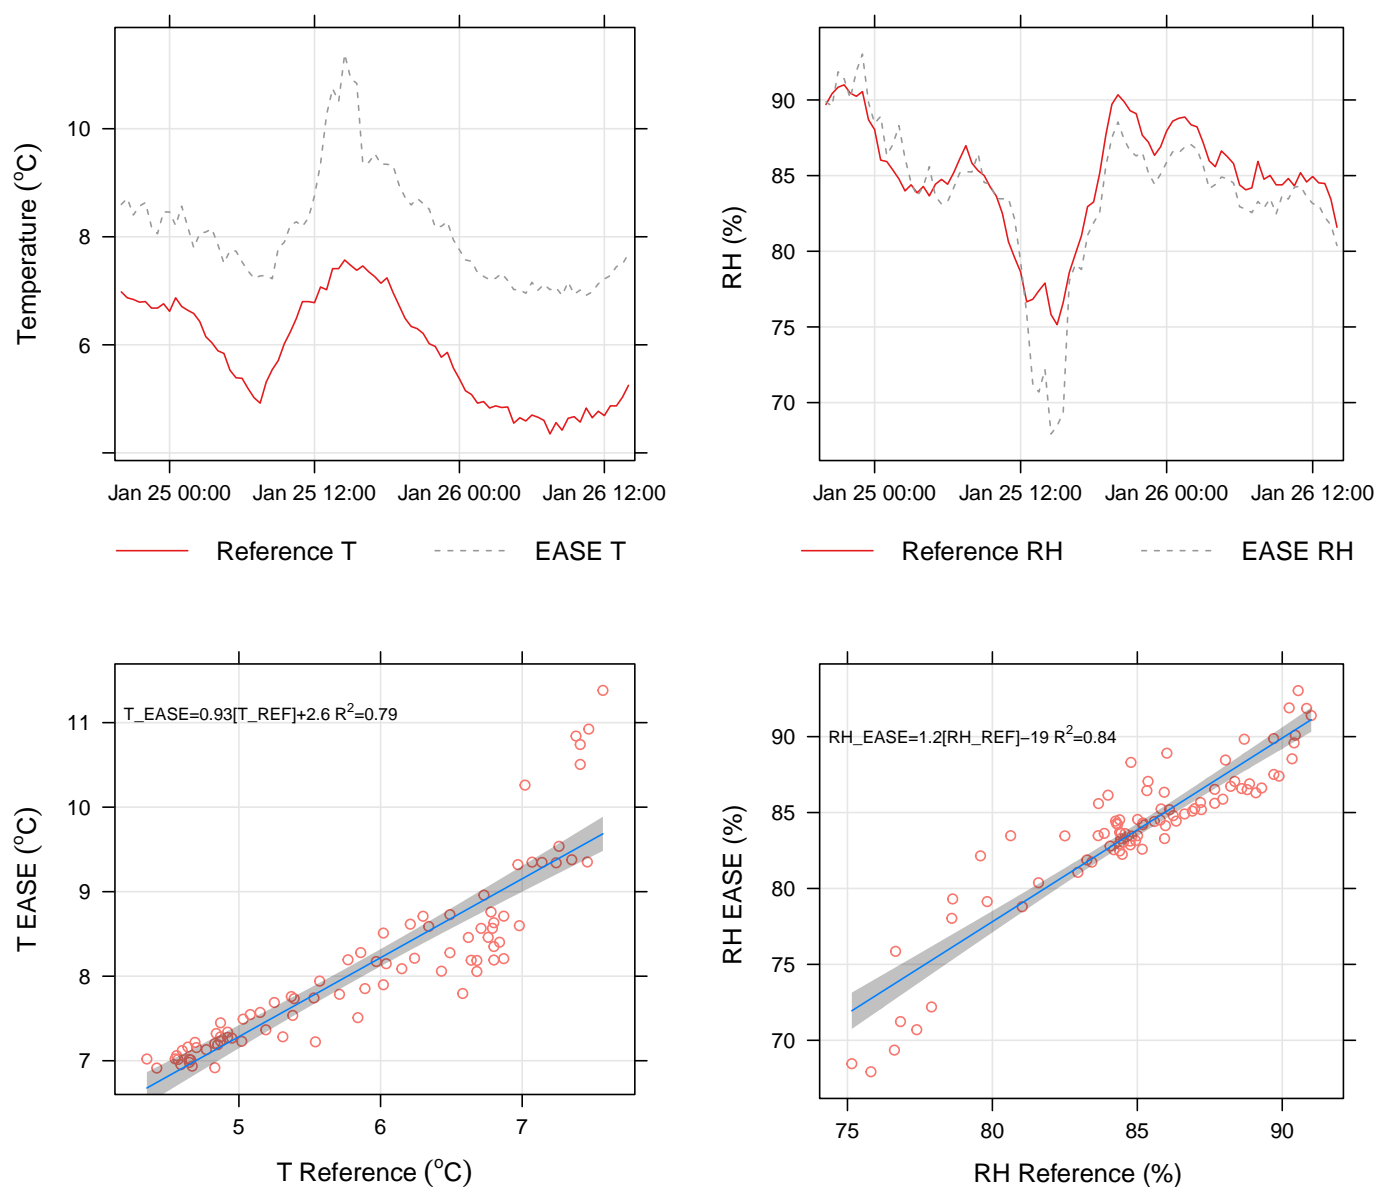 Temperature (°C)
10
8
6
Jan 25 00:00 Jan 25 12:00 Jan 26 00:00 Jan 26 12:00
Reference T EASE T
RH (%)
90
85
80
75
70
Jan 25 00:00 Jan 25 12:00 Jan 26 00:00 Jan 26 12:00
Reference RH EASE RH
T EASE (°C)
11
10
9
8
7
T_EASE=0.93[T_REF]+2.6 R²=0.79
5 6 7
T Reference (°C)
RH EASE (%)
90
85
80
75
70
RH_EASE=1.2[RH_REF]−19 R²=0.84
75 80 85 90
RH Reference (%)